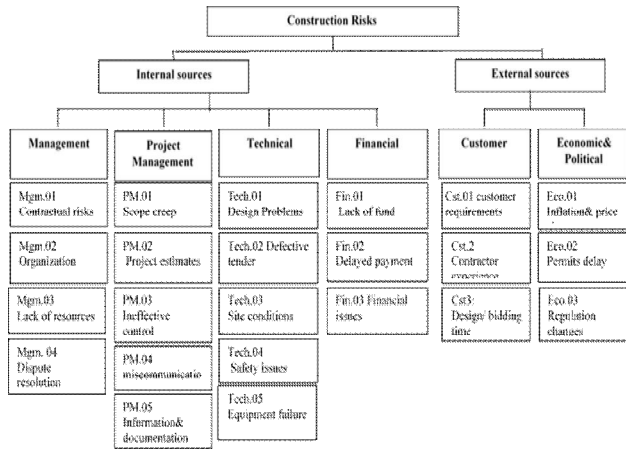 Construction Risks
Internal sources
External sources
Management
Project
Management
Technical
Financial
Customer
Economic&
Political
Mgm.01
Contractual risks
Mgm.02
Organization
Mgm.03
Lack of resources
Mgm. 04
Dispute
resolution
PM.01
Scope creep
PM.02
Project estimates
PM.03
Ineffective
control
PM.04
miscommunicatio
PM.05
Information&
documentation
Tech.01
Design Problems
Tech.02 Defective
tender
Tech.03
Site conditions
Tech.04
Safety issues
Tech.05
Equipment failure
Fin.01
Lack of fund
Fin.02
Delayed payment
Fin.03 Financial
issues
Cst.01 customer
requirements
Cst.2
Contractor
experience
Cst3
Design/ bidding
time
Eco.01
Inflation& price
Eco.02
Permits delay
Eco.03
Regulation
changes